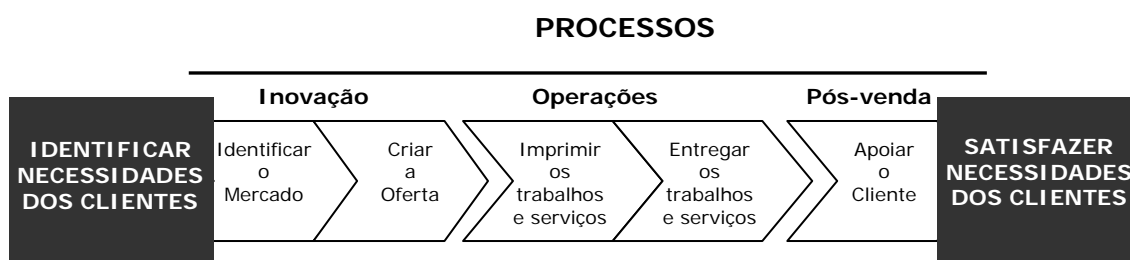 PROCESSOS
Inovação
Operações
Pós-venda
IDENTIFICAR
NECESSIDADES
DOS CLIENTES
Identificar
o
Mercado
Criar
a
Oferta
Imprimir
os
trabalhos
e serviços
Entregar
os
trabalhos
e serviços
Apoiar
o
Cliente
SATISFAZER
NECESSIDADES
DOS CLIENTES